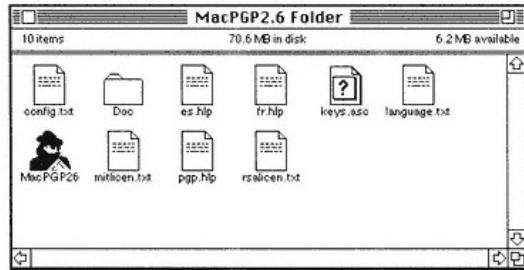 MacPGP2.6 Folder
10 items 70.6 MB in disk 6.2 MB available
config.txt Doc es.hlp fr.hlp keys.asc language.txt
?
MacPGP26 mitlicen.txt pgp.hlp rsalicen.txt